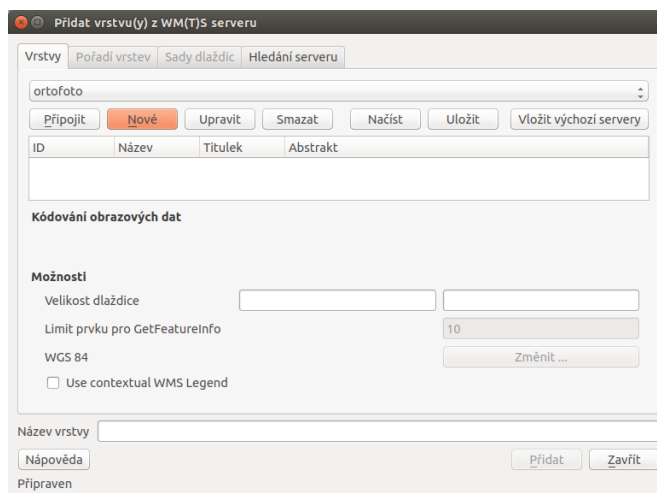 Přidat vrstvu(y) z WM(T)S serveru
Vrstvy Pořadí vrstev Sady dlaždic Hledání serveru
ortofoto
Připojit Nové Upravit Smazat Načíst Uložit Vložit výchozí servery
ID Název Titulek Abstrakt
Kódování obrazových dat
Možnosti
Velikost dlaždice
Limit prvku pro GetFeatureInfo 10
WGS 84 Změnit ...
Use contextual WMS Legend
Název vrstvy
Nápověda Přidat Zavřít
Připraven